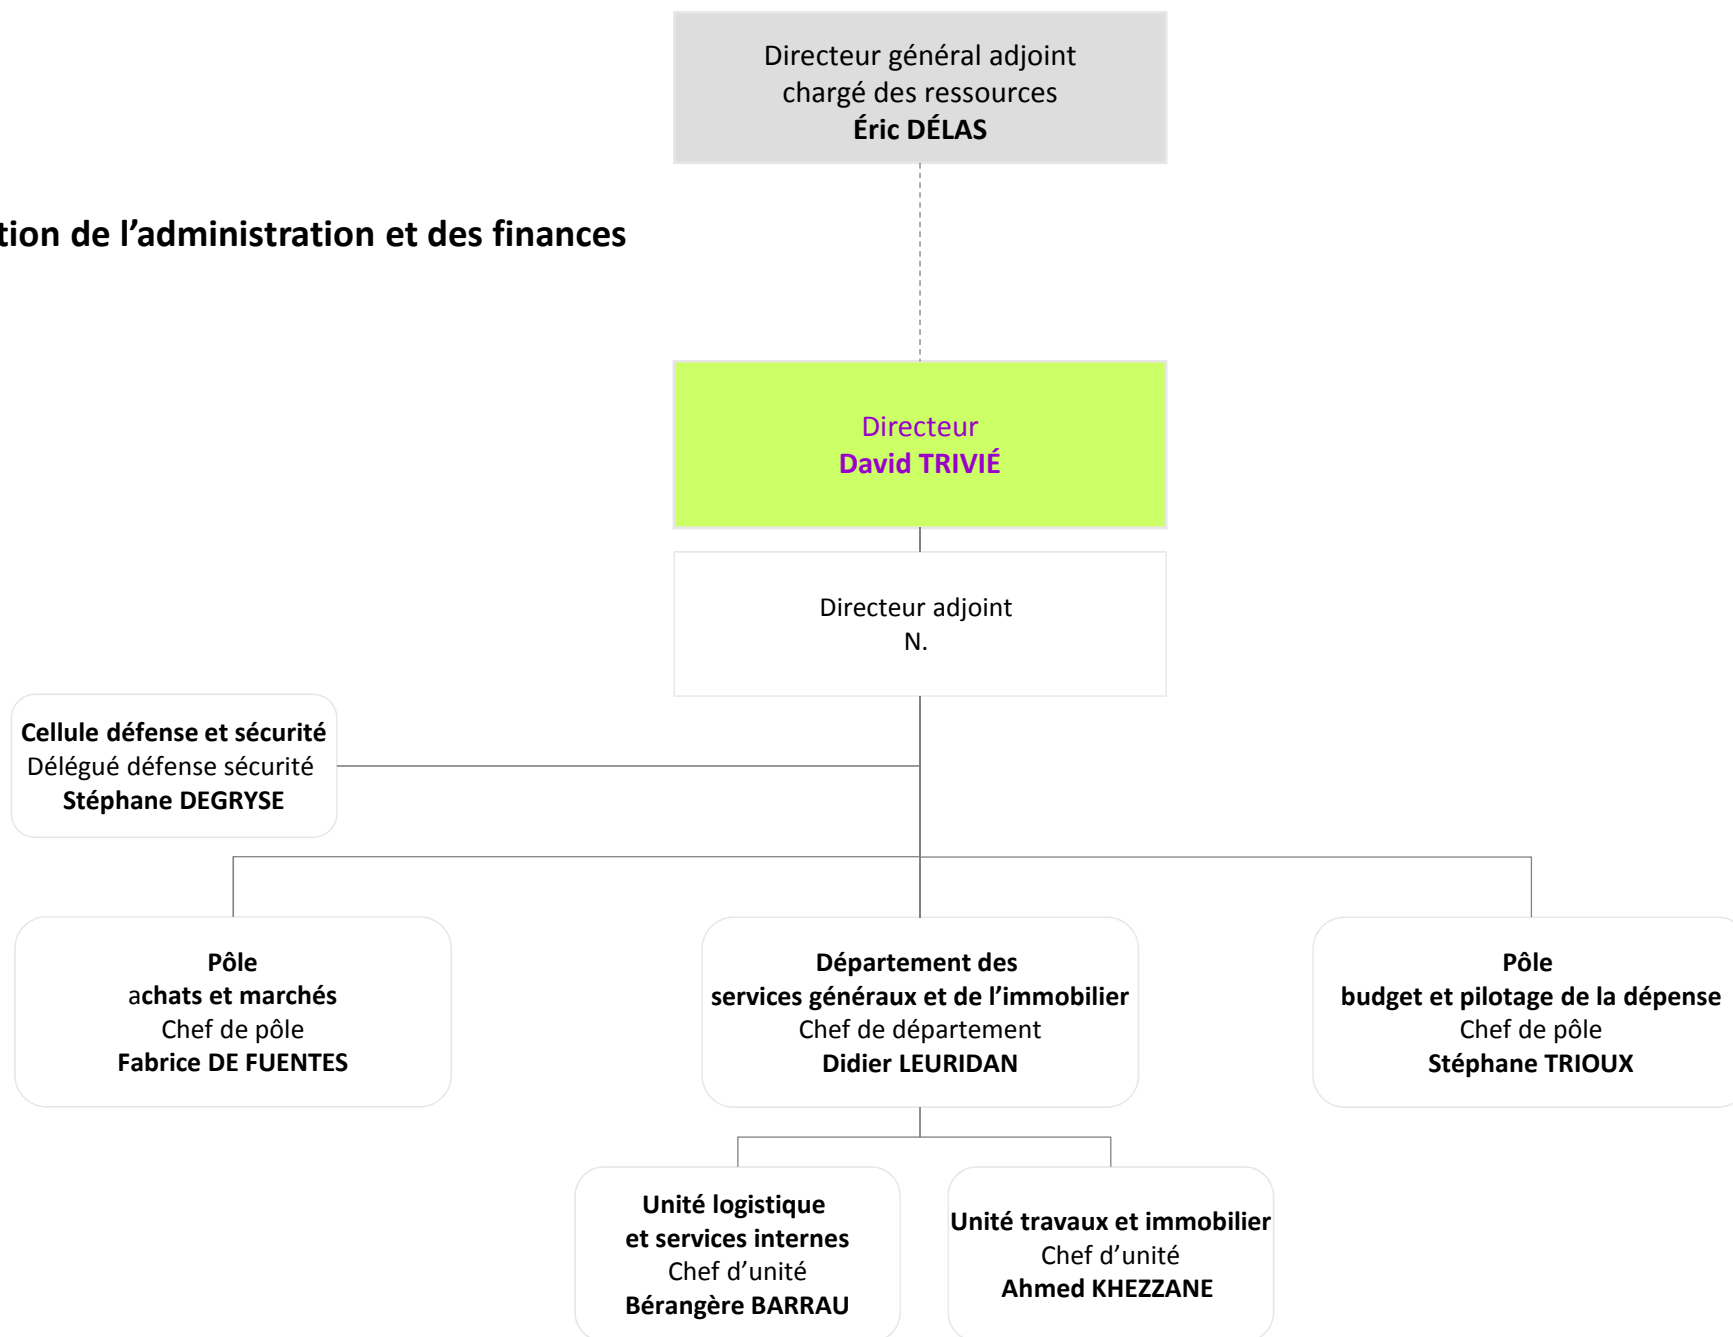 Directeur général adjoint
chargé des ressources
Éric DÉLAS
tion de l’administration et des finances
Directeur
David TRIVIÉ
Directeur adjoint
N.
Cellule défense et sécurité
Délégué défense sécurité
Stéphane DEGRYSE
Pôle
achats et marchés
Chef de pôle
Fabrice DE FUENTES
Département des
services généraux et de l’immobilier
Chef de département
Didier LEURIDAN
Pôle
budget et pilotage de la dépense
Chef de pôle
Stéphane TRIOUX
Unité logistique
et services internes
Chef d’unité
Bérangère BARRAU
Unité travaux et immobilier
Chef d’unité
Ahmed KHEZZANE